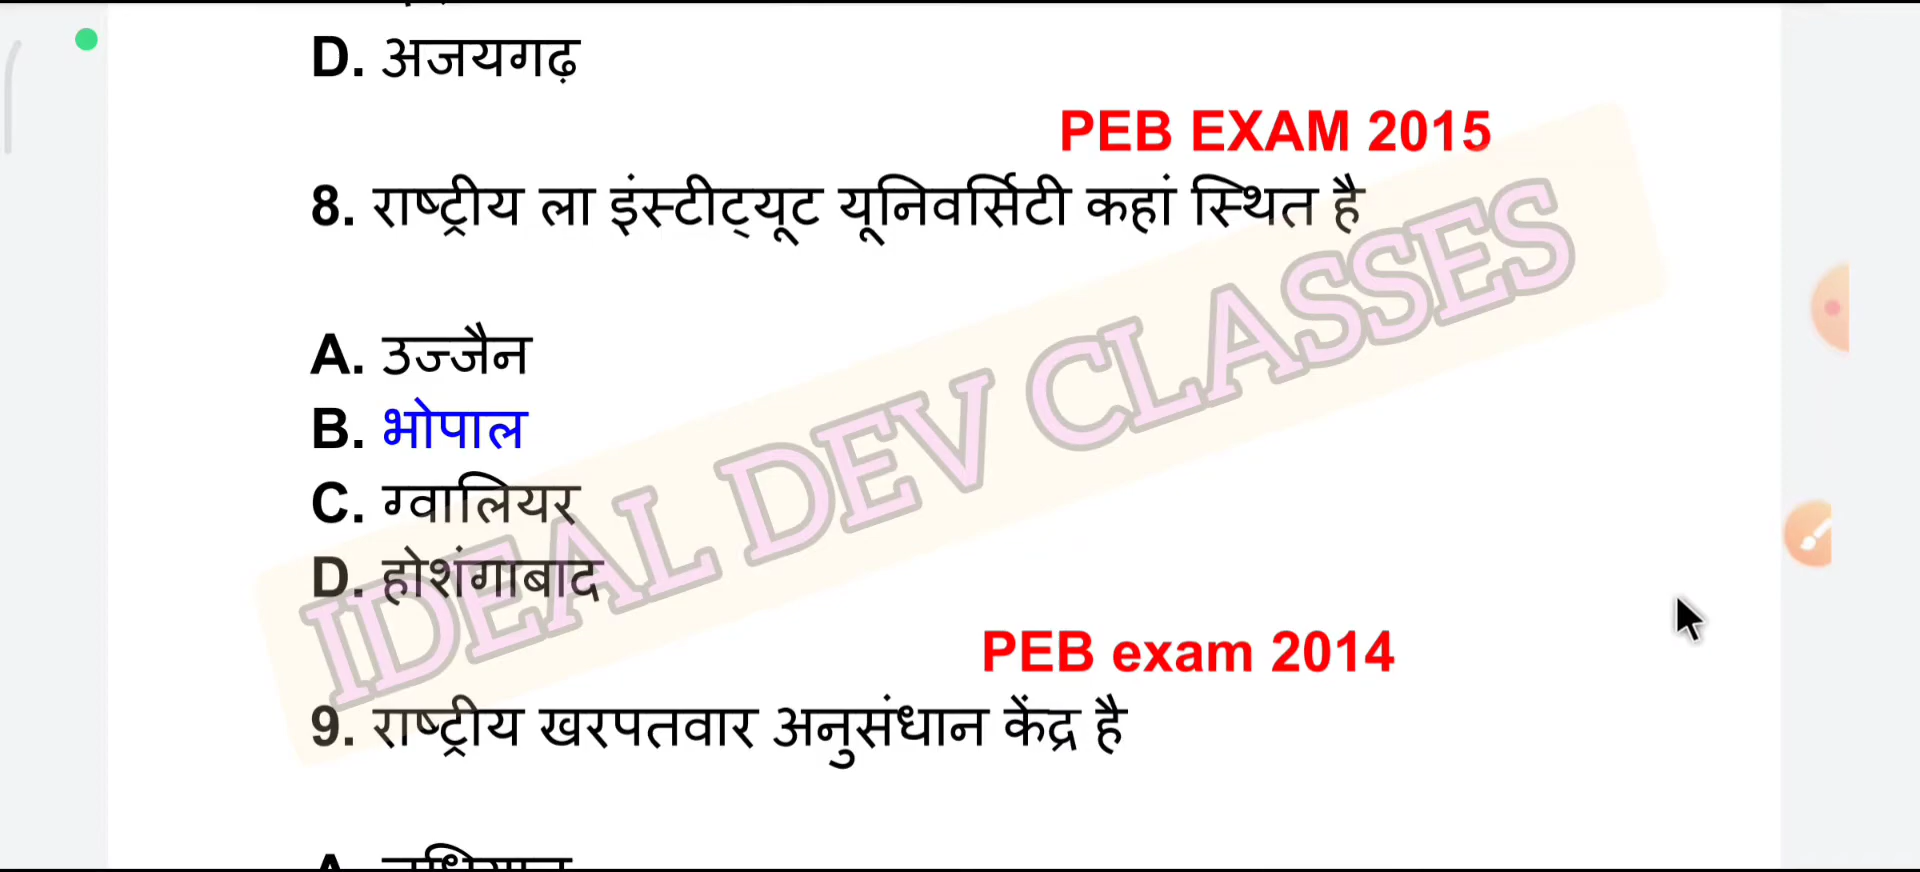 D. अजयगढ़
PEB EXAM 2015
8. राष्ट्रीय ला इंस्टीट्यूट यूनिवर्सिटी कहां स्थित है
A. उज्जैन
B. भोपाल
C. ग्वालियर
D. होशंगाबाद
IDEAL DEV CLASSES
PEB exam 2014
9. राष्ट्रीय खरपतवार अनुसंधान केंद्र है
A.